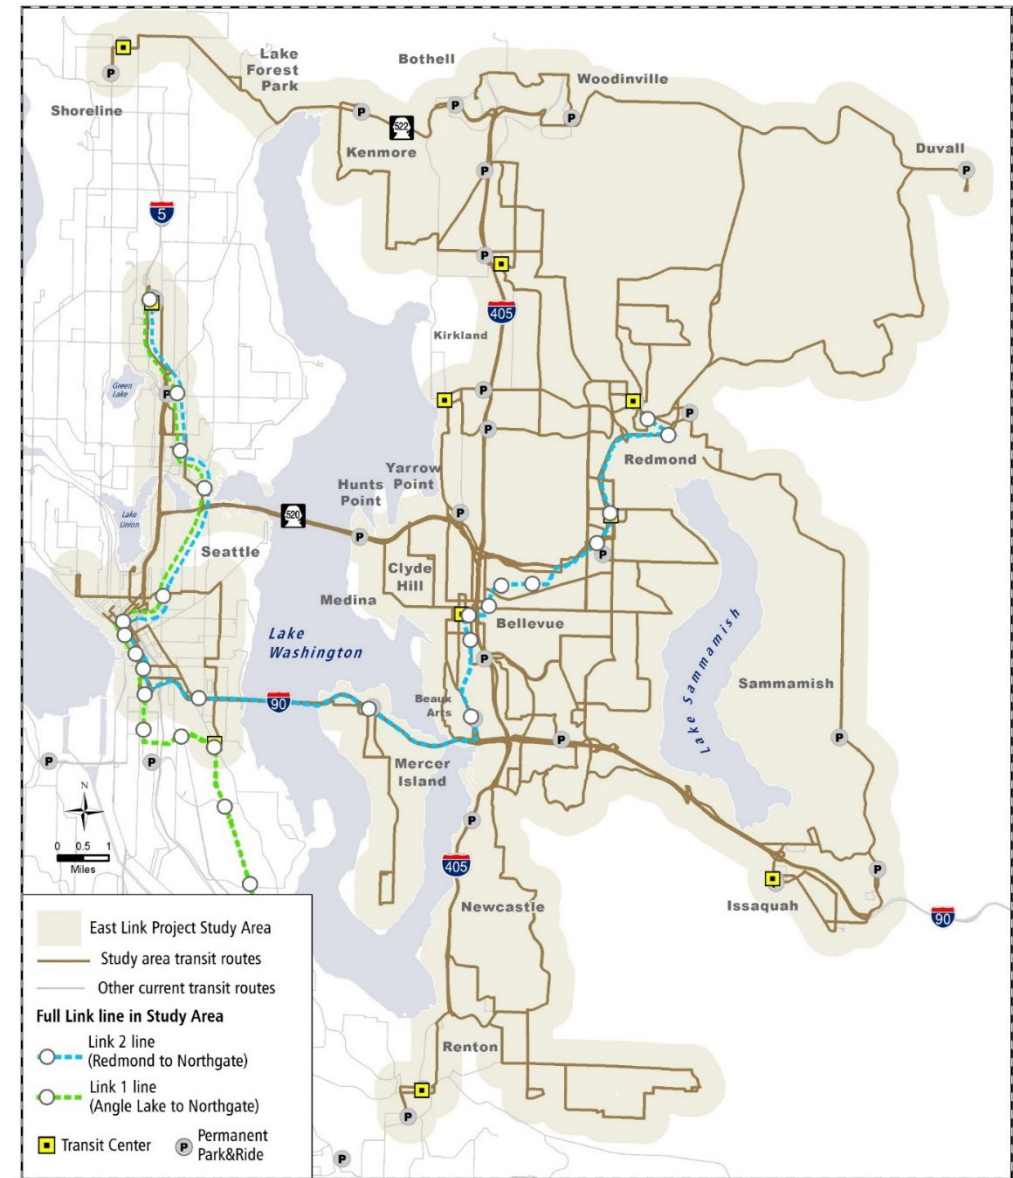 Lake
Forest
Park
Bothell
Woodinville
P
Shoreline
P
P
P
522
Kenmore
P
Duvall
P
5
P
405
Kirkland
Green
Lake
P
P
P
P
Redmond
Yarrow
Point
Hunts
Point
Lake
Union
520
P
P
Seattle
P
Clyde
Hill
Medina
Bellevue
Lake
Washington
P
Lake Sammamish
Sammamish
Beaux
Arts
90
Mercer
Island
P
P
P
P
N
0 0.5 1
Miles
P
405
P
Newcastle
Issaquah
90
Renton
P
P
East Link Project Study Area
Study area transit routes
Other current transit routes
Full Link line in Study Area
Link 2 line
(Redmond to Northgate)
Link 1 line
(Angle Lake to Northgate)
Transit Center
P
Permanent
Park&Ride